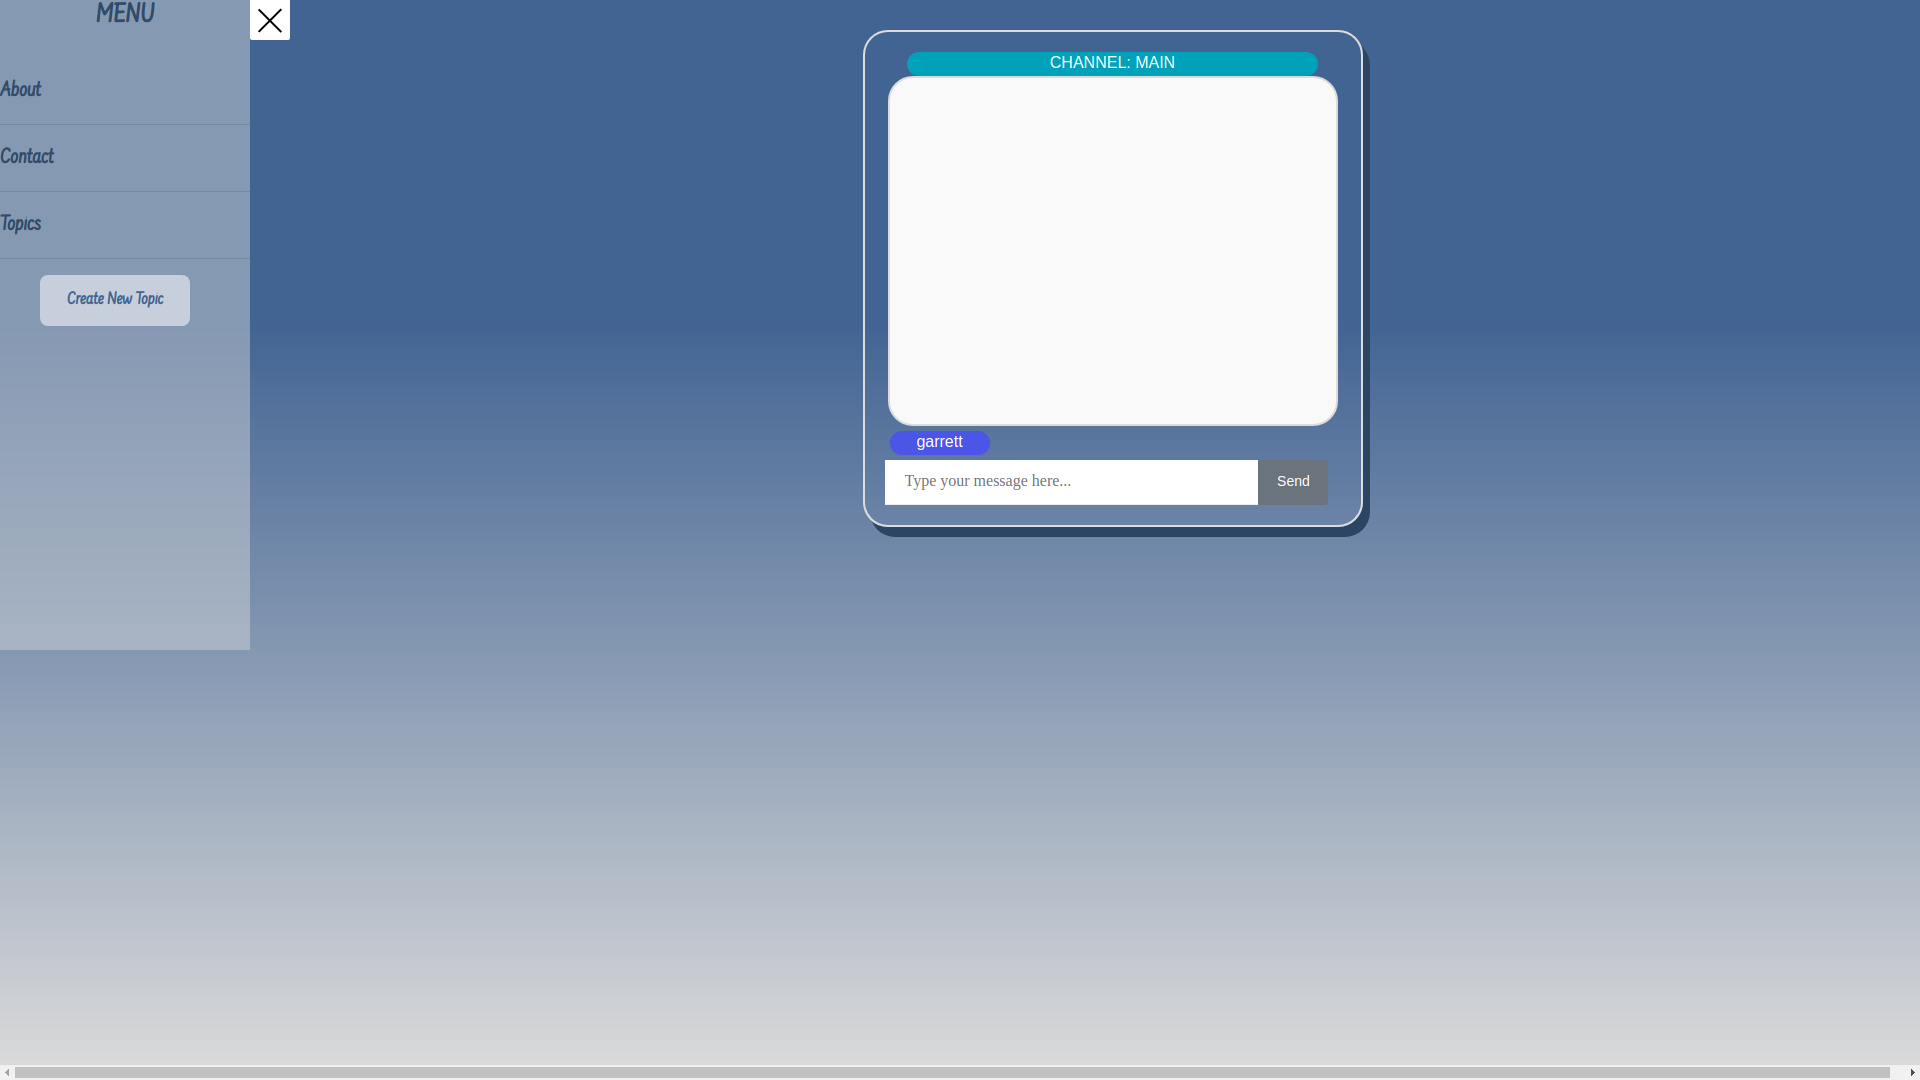 MENU
About
Contact
Topics
Create New Topic
CHANNEL: MAIN
garrett
Type your message here...
Send